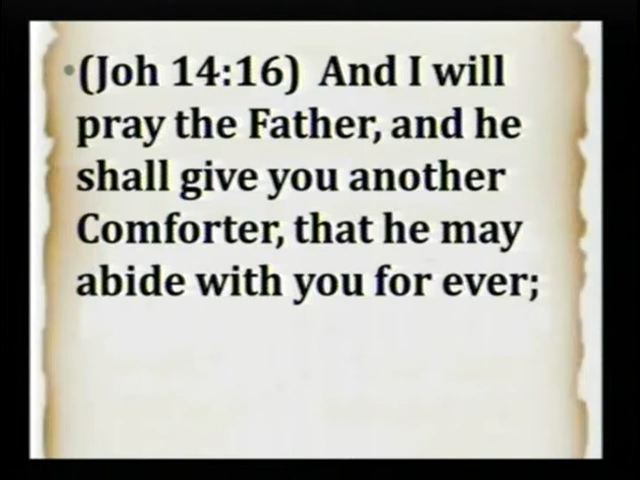 •(Joh 14:16)  And I will
pray the Father, and he
shall give you another
Comforter, that he may
abide with you for ever;